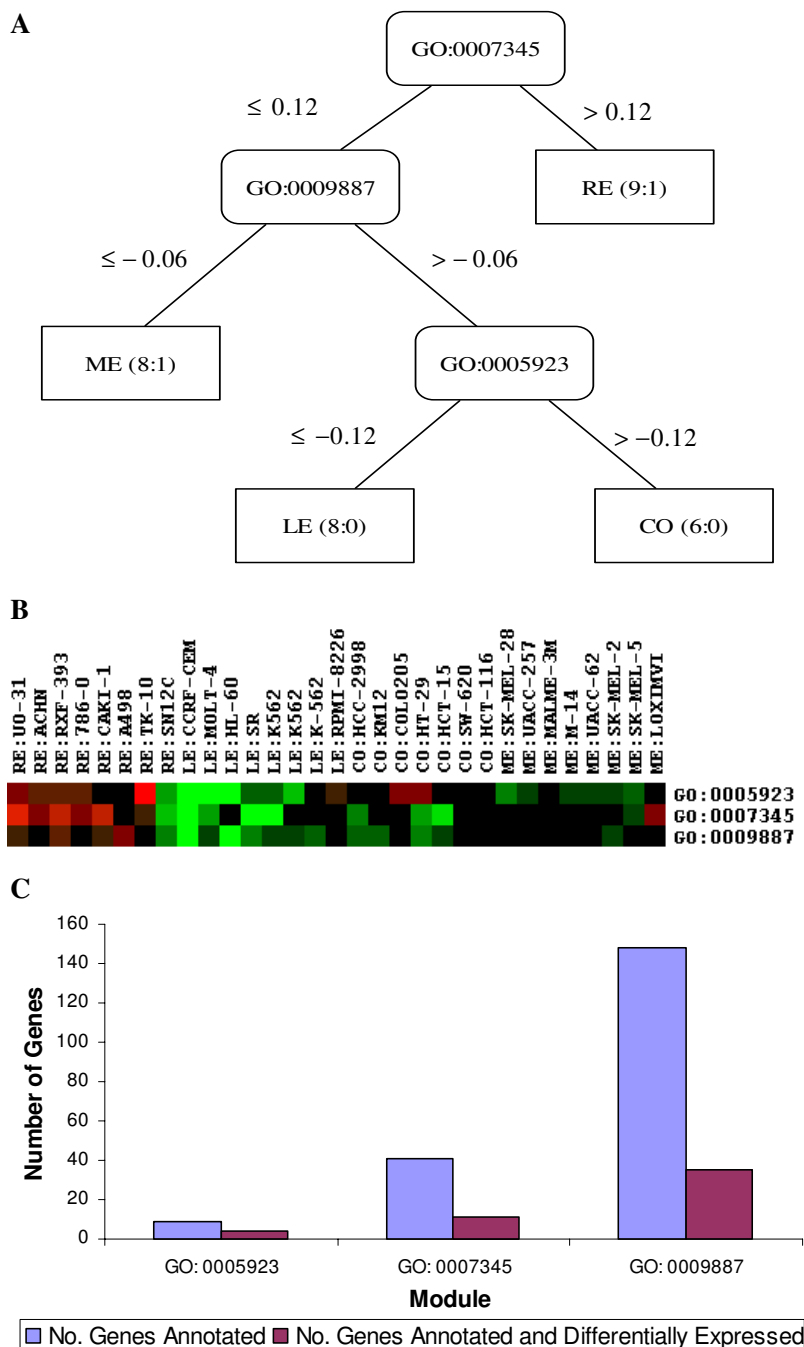 A
GO:0007345
≤ 0.12
> 0.12
GO:0009887
RE (9:1)
≤ − 0.06
> − 0.06
ME (8:1)
GO:0005923
≤ −0.12
> −0.12
LE (8:0)
CO (6:0)
B
RE:UO-31
RE:ACHN
RE:RXF-393
RE:786-0
RE:CAKI-1
RE:A498
RE:TK-10
RE:SN12C
LE:CCRF-CEM
LE:MOLT-4
LE:HL-60
LE:SR
LE:K562
LE:K562
LE:K-562
LE:RPMI-8226
CO:HCC-2998
CO:KM12
CO:COLO205
CO:HT-29
CO:HCT-15
CO:SW-620
CO:HCT-116
ME:SK-MEL-28
ME:UACC-257
ME:MALME-3M
ME:M-14
ME:UACC-62
ME:SK-MEL-2
ME:SK-MEL-5
ME:LOXIMVI
GO:0005923
GO:0007345
GO:0009887
C
160
140
120
100
80
60
40
20
0
Number of Genes
GO:0005923
GO:0007345
GO:0009887
Module
No. Genes Annotated
No. Genes Annotated and Differentially Expressed